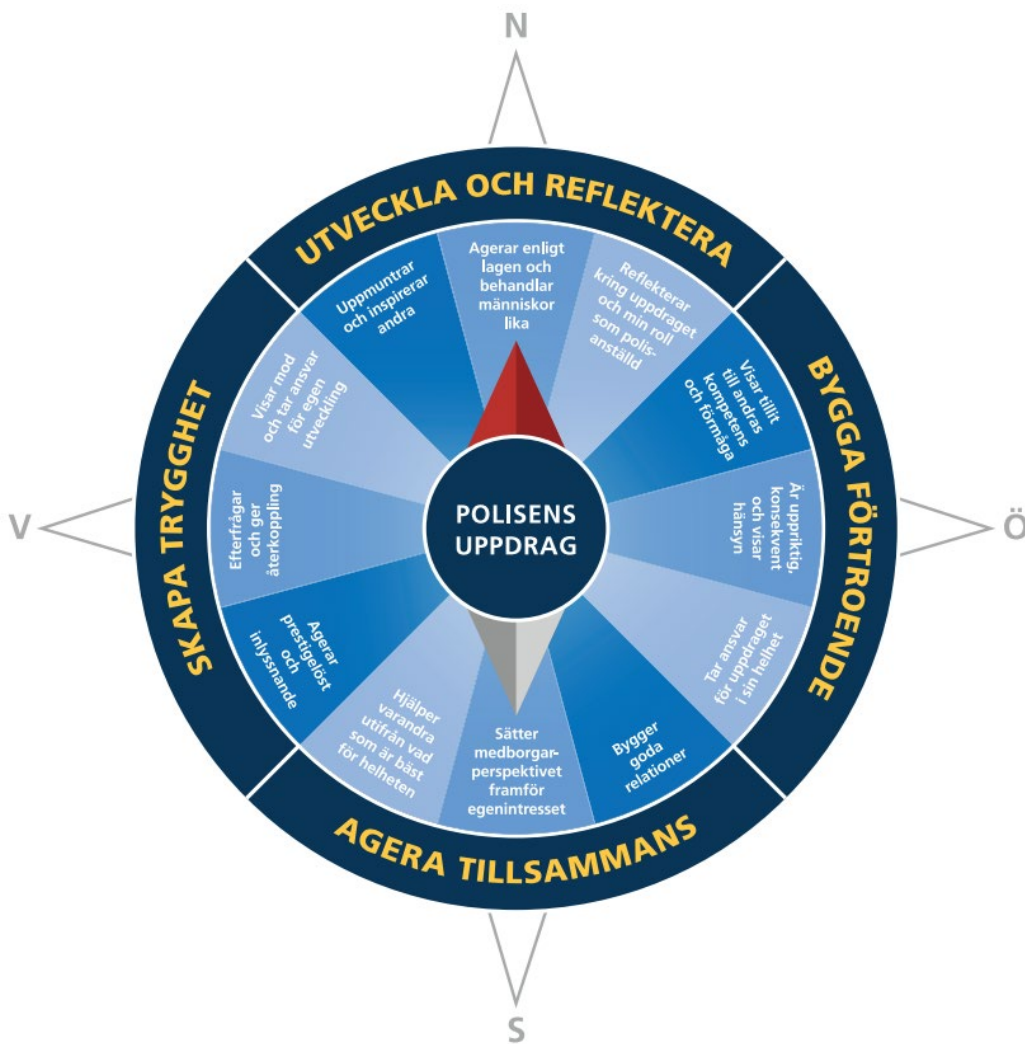 N
UTVECKLA OCH REFLEKTERA
BYGGA FÖRTROENDE
AGERA TILLSAMMANS
SKAPA TRYGGHET
V
Ö
S
Agerar enligt
lagen och
behandlar
människor
lika
Reflekterar
kring uppdraget
och min roll
som polis-
anställd
Visar tillit
till andras
kompetens
och förmåga
Är uppriktig,
konsekvent
och visar
hänsyn
Tar ansvar
för uppdraget
i sin helhet
Bygger
goda
relationer
Sätter
medborgar-
perspektivet
framför
egenintresset
Hjälper
varandra
utifrån vad
som är bäst
för helheten
Agerar
prestigelöst
och
inlyssnande
Efterfrågar
och ger
återkoppling
Visar mod
och tar ansvar
för egen
utveckling
Uppmuntrar
och inspirerar
andra
POLISENS
UPPDRAG